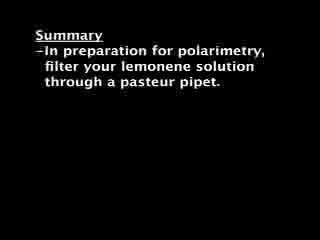 Summary
-In preparation for polarimetry,
filter your lemonene solution
through a pasteur pipet.